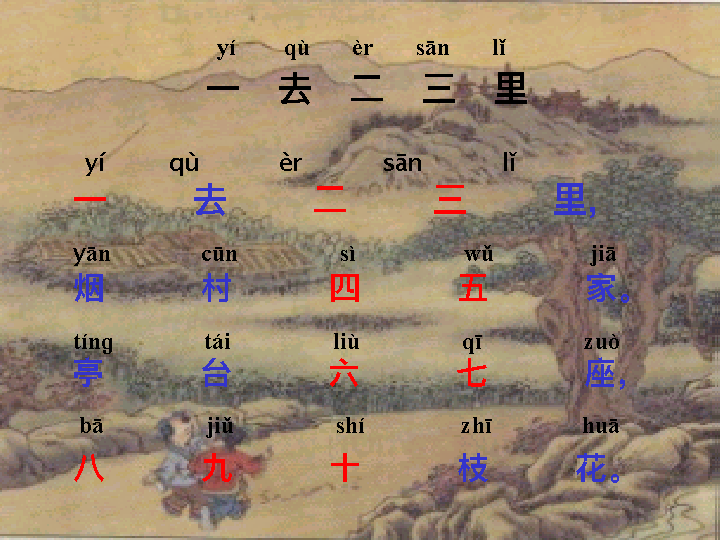 yí qù èr sān lǐ
一 去 二 三 里
yí qù èr sān lǐ
一 去 二 三 里，
yān cūn sì wǔ jiā
烟 村 四 五 家。
tíng tái liù qī zuò
亭 台 六 七 座，
bā jiǔ shí zhī huā
八 九 十 枝 花。